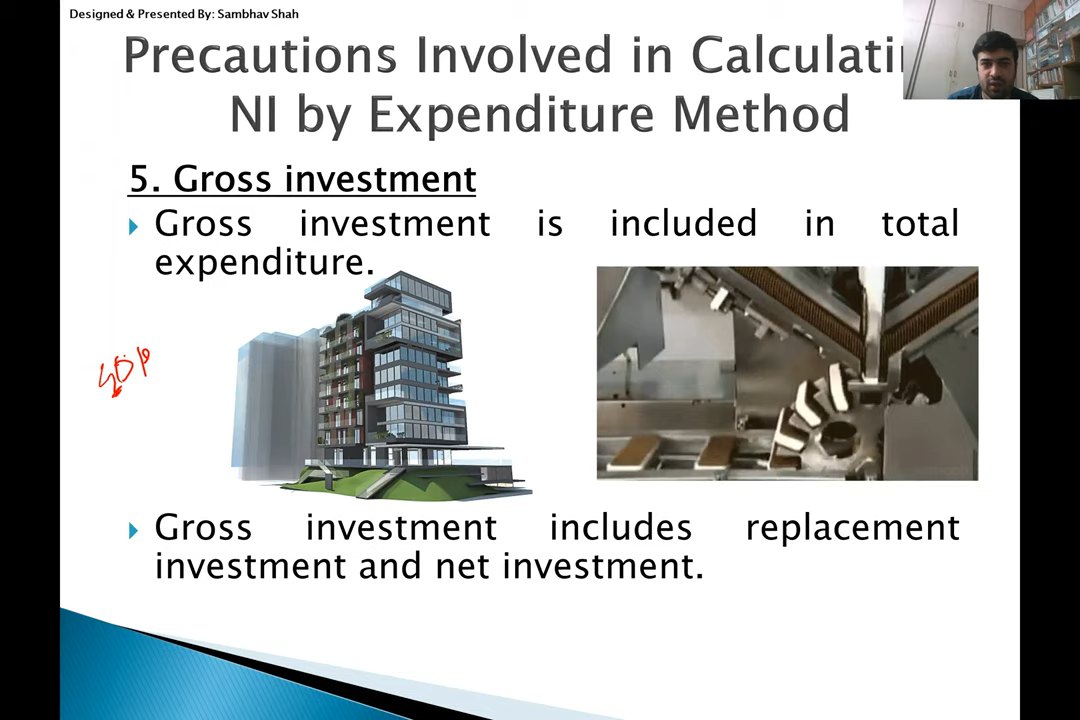 Designed & Presented By: Sambhav Shah
Precautions Involved in Calculati
NI by Expenditure Method
5. Gross investment
Gross investment is included in total
expenditure.
Gross investment includes replacement
investment and net investment.